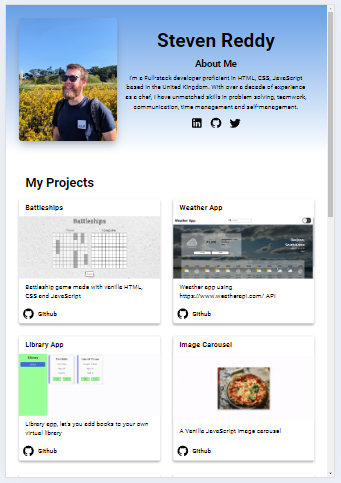 Steven Reddy
About Me
I'm a Full-stack developer proficient in HTML, CSS, JavaScript
based in the United Kingdom. With over a decade of experience
as a chef, I have unmatched skills in problem solving, teamwork,
communication, time management and self-management.
My Projects
Battleships
Weather App
Battleships
Weather App
Battleship game made with vanilla HTML,
CSS and JavaScript
Weather app using
https://www.weatherapi.com/ API
Github
Github
Library App
Image Carousel
Library
Library app, let's you add books to your own
virtual library
A Vanilla JavaScript image carousel
Github
Github